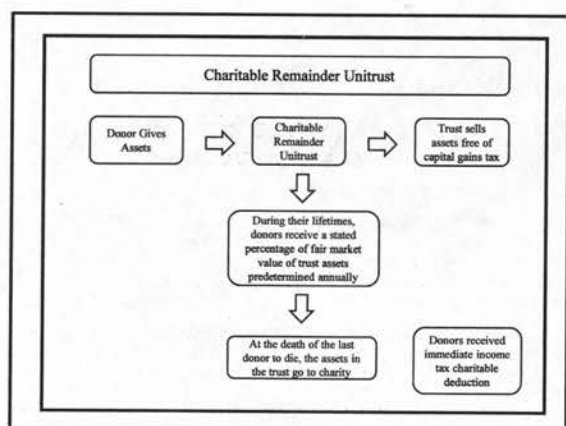 Charitable Remainder Unitrust
Donor Gives
Assets
Charitable
Remainder
Unitrust
Trust sells
assets free of
capital gains tax
During their lifetimes,
donors receive a stated
percentage of fair market
value of trust assets
predetermined annually
At the death of the last
donor to die, the assets in
the trust go to charity
Donors received
immediate income
tax charitable
deduction